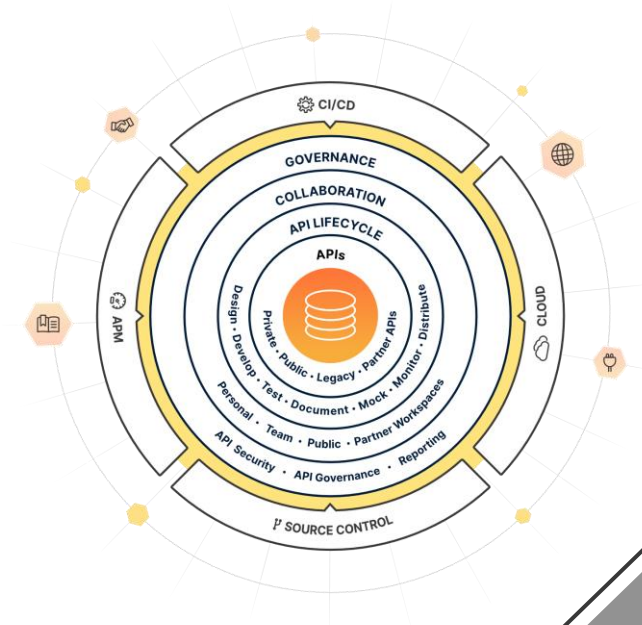 CI/CD
GOVERNANCE
COLLABORATION
API LIFECYCLE
APIs
Private • Public • Legacy • Partner APIs
Design • Develop • Test • Document • Mock • Monitor • Distribute
Personal • Team • Public • Partner Workspaces
API Security • API Governance • Reporting
APM
CLOUD
SOURCE CONTROL